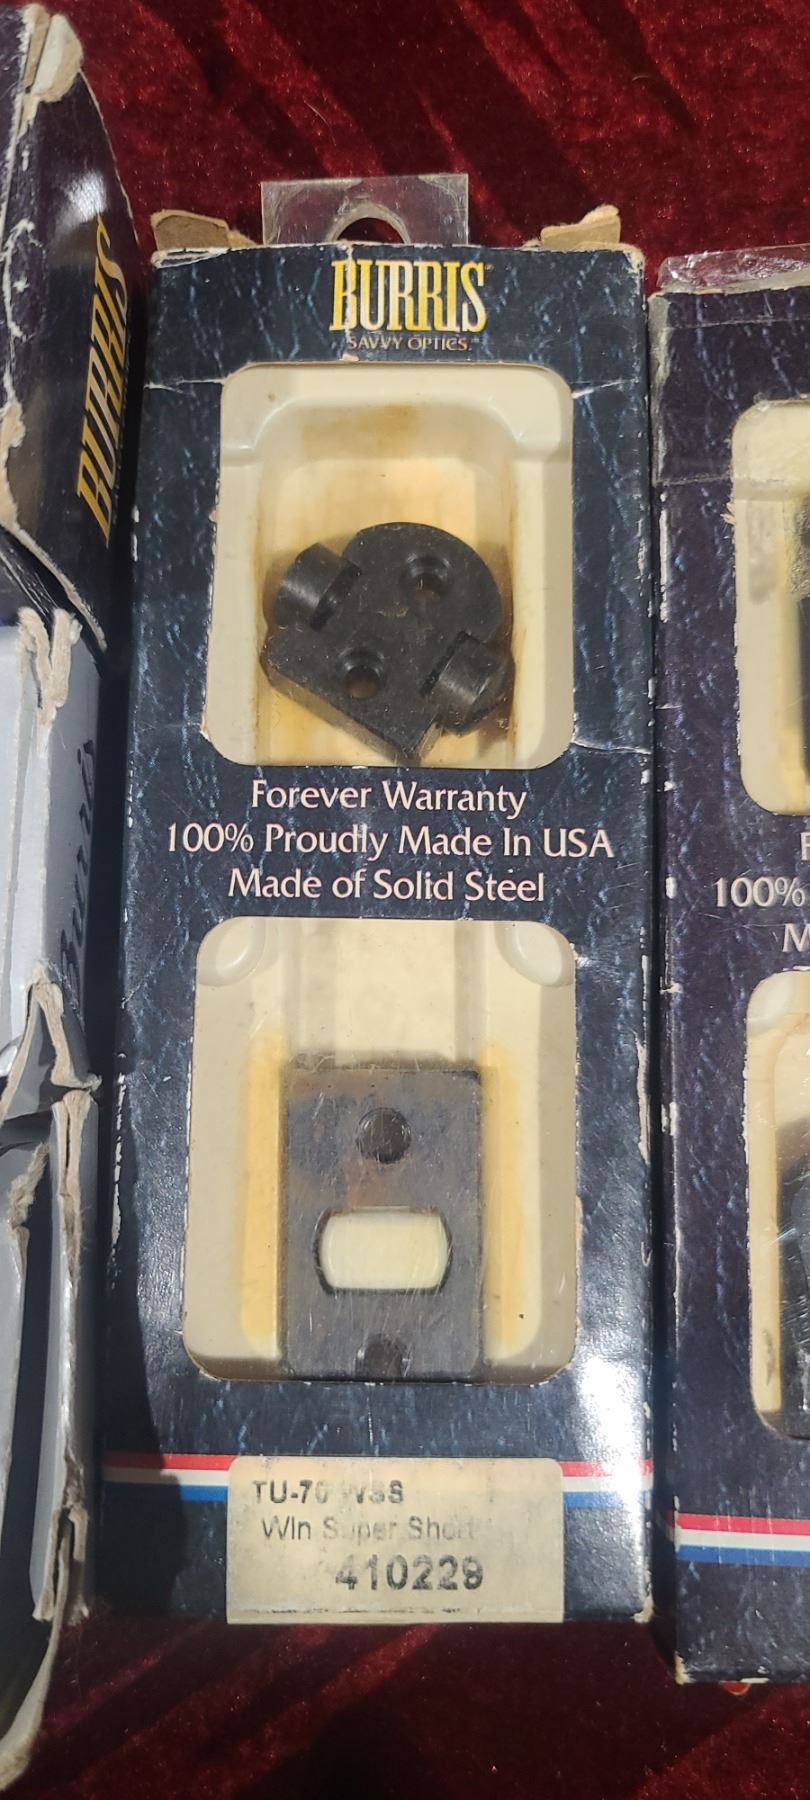 BURRIS
BURRIS
SAVVY OPTICS.™
Forever Warranty
100% Proudly Made In USA
Made of Solid Steel
TU-70 WSS
Win Super Short
410229
Burris
100%